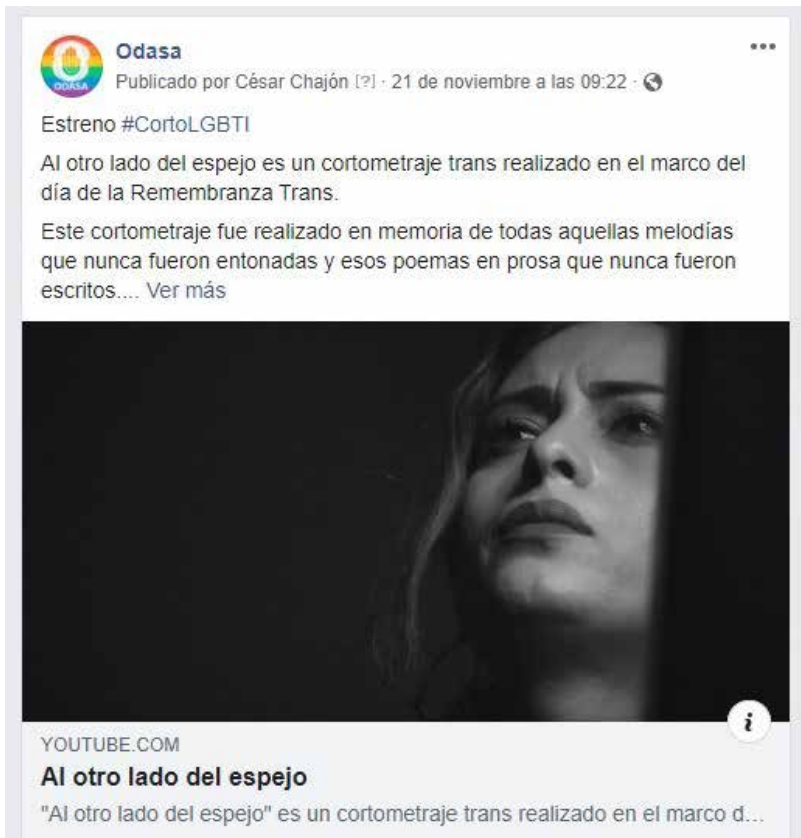 Odasa
Publicado por César Chajón [?] · 21 de noviembre a las 09:22 ·
ODASA
Estreno #CortoLGBTI
Al otro lado del espejo es un cortometraje trans realizado en el marco del
día de la Remembranza Trans.
Este cortometraje fue realizado en memoria de todas aquellas melodías
que nunca fueron entonadas y esos poemas en prosa que nunca fueron
escritos.... Ver más
i
YOUTUBE.COM
Al otro lado del espejo
"Al otro lado del espejo" es un cortometraje trans realizado en el marco d...